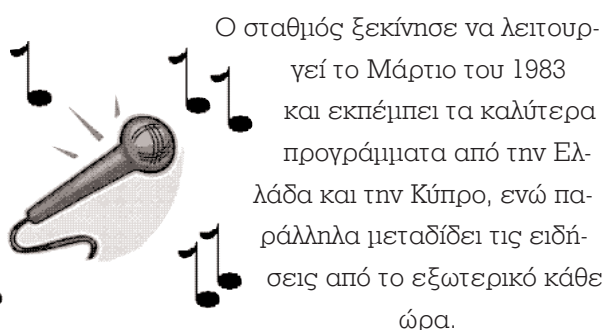 Ο σταθμός ξεκίνησε να λειτουρ-
γεί το Μάρτιο του 1983
και εκπέμπει τα καλύτερα
προγράμματα από την Ελ-
λάδα και την Κύπρο, ενώ πα-
ράλληλα μεταδίδει τις ειδή-
σεις από το εξωτερικό κάθε
ώρα.